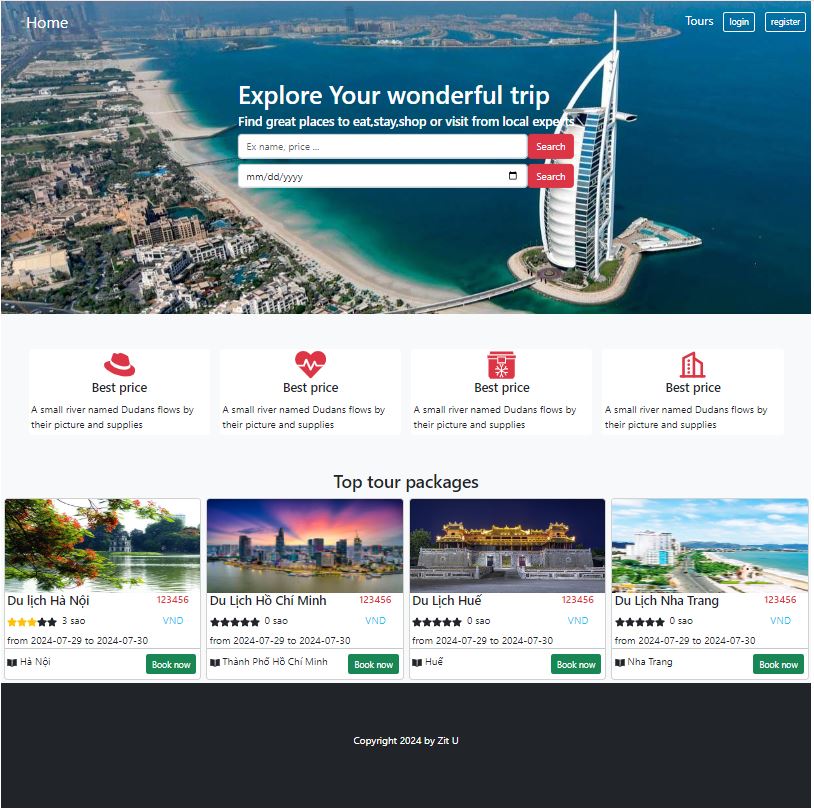 Home
Tours login register
Explore Your wonderful trip
Find great places to eat,stay,shop or visit from local experts
Ex name, price ... Search
mm/dd/yyyy Search
Best price
A small river named Dudans flows by
their picture and supplies
Best price
A small river named Dudans flows by
their picture and supplies
Best price
A small river named Dudans flows by
their picture and supplies
Best price
A small river named Dudans flows by
their picture and supplies
Top tour packages
Du lịch Hà Nội 123456
3 sao VND
from 2024-07-29 to 2024-07-30
Hà Nội Book now
Du Lịch Hồ Chí Minh 123456
0 sao VND
from 2024-07-29 to 2024-07-30
Thành Phố Hồ Chí Minh Book now
Du Lịch Huế 123456
0 sao VND
from 2024-07-29 to 2024-07-30
Huế Book now
Du Lịch Nha Trang 123456
0 sao VND
from 2024-07-29 to 2024-07-30
Nha Trang Book now
Copyright 2024 by Zit U